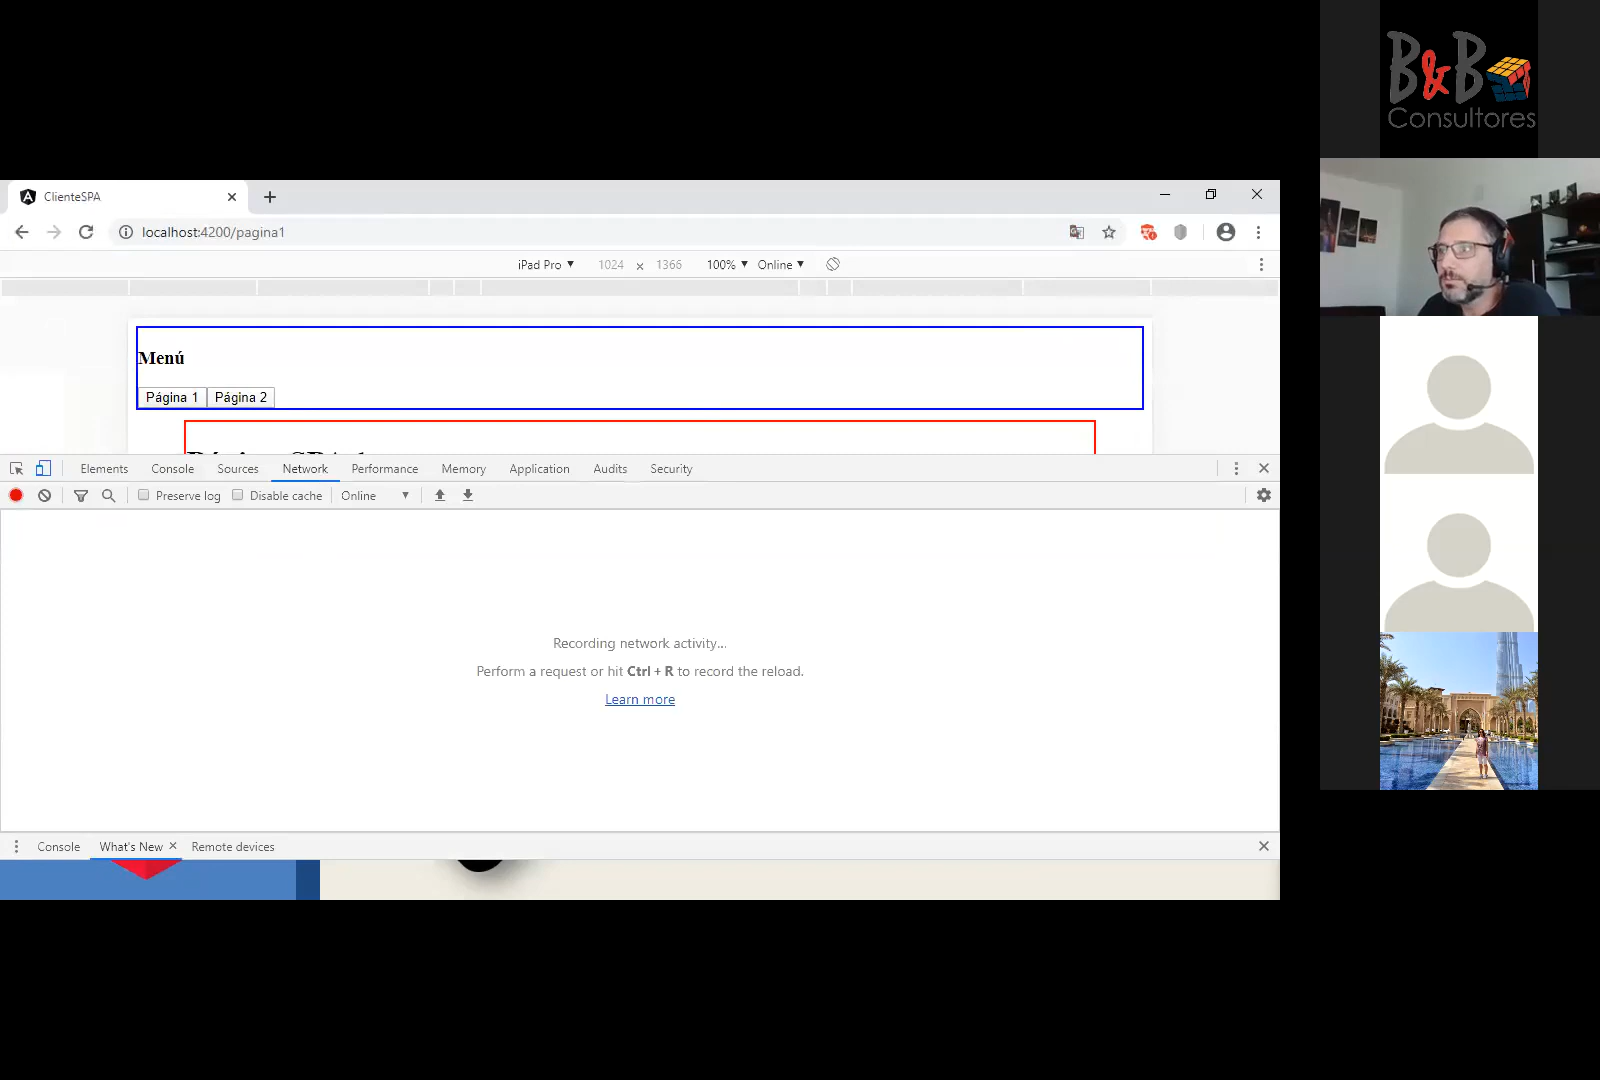 B&B
Consultores
ClienteSPA
localhost:4200/pagina1
iPad Pro 1024 x 1366 100% Online
Menú
Página 1 Página 2
Elements Console Sources Network Performance Memory Application Audits Security
Preserve log Disable cache Online
Recording network activity...
Perform a request or hit Ctrl + R to record the reload.
Learn more
Console What's New Remote devices